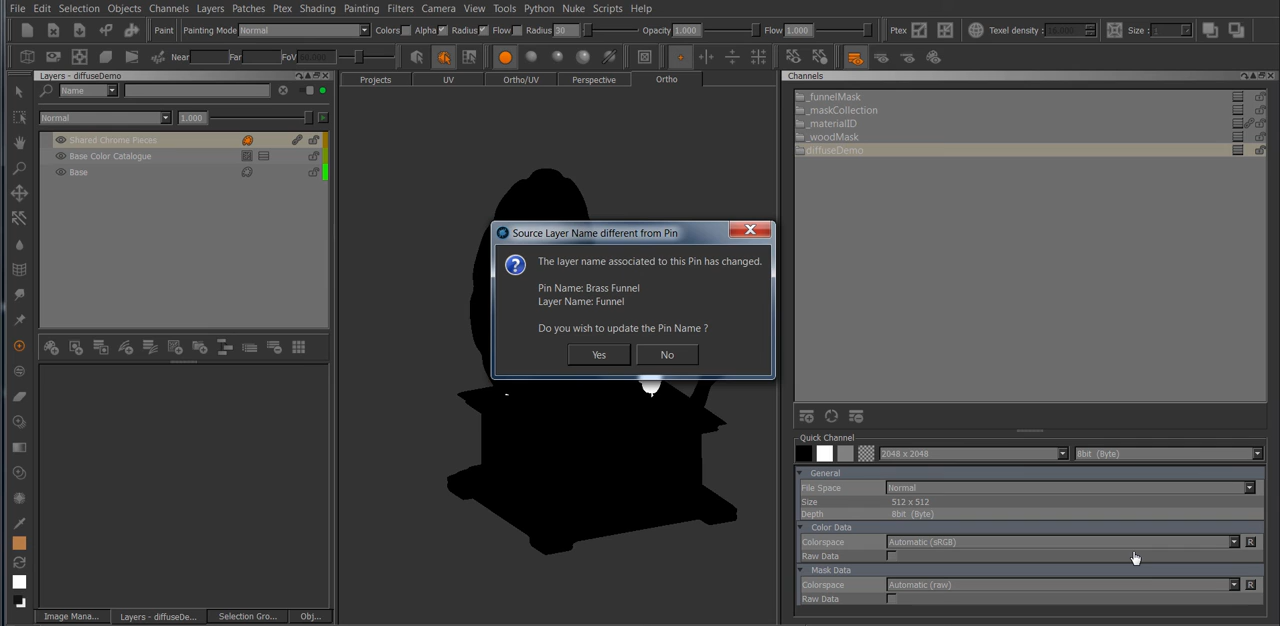 File Edit Selection Objects Channels Layers Patches Ptex Shading Painting Filters Camera View Tools Python Nuke Scripts Help
Paint Painting Mode Normal Colors Alpha Radius Flow Radius 30 Opacity 1.000 Flow 1.000 Ptex Texel density: Size:
Near Far FoV
Layers - diffuseDemo
Name
Normal 1.000
Shared Chrome Pieces
Base Color Catalogue
Base
Projects UV Ortho/UV Perspective Ortho
Source Layer Name different from Pin
The layer name associated to this Pin has changed.
Pin Name: Brass Funnel
Layer Name: Funnel
Do you wish to update the Pin Name ?
Yes No
Channels
_funnelMask
_maskCollection
_materialID
_woodMask
diffuseDemo
Quick Channel
2048 x 2048 8bit (Byte)
General
File Space Normal
Size 512 x 512
Depth 8bit (Byte)
Color Data
Colorspace Automatic (sRGB) R
Raw Data
Mask Data
Colorspace Automatic (raw) R
Raw Data
Image Mana... Layers - diffuseDe... Selection Gro... Obj...